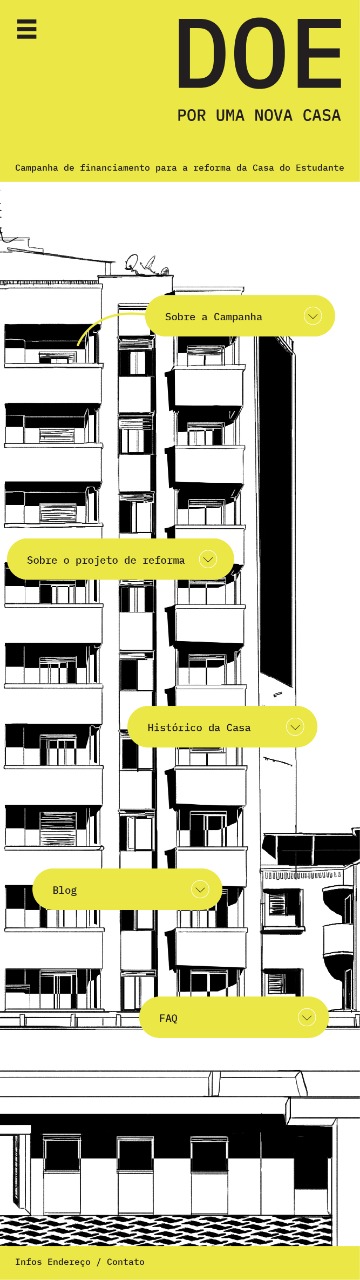 DOE
POR UMA NOVA CASA
Campanha de financiamento para a reforma da Casa do Estudante
Sobre a Campanha
Sobre o projeto de reforma
Histórico da Casa
Blog
FAQ
Infos Endereço / Contato